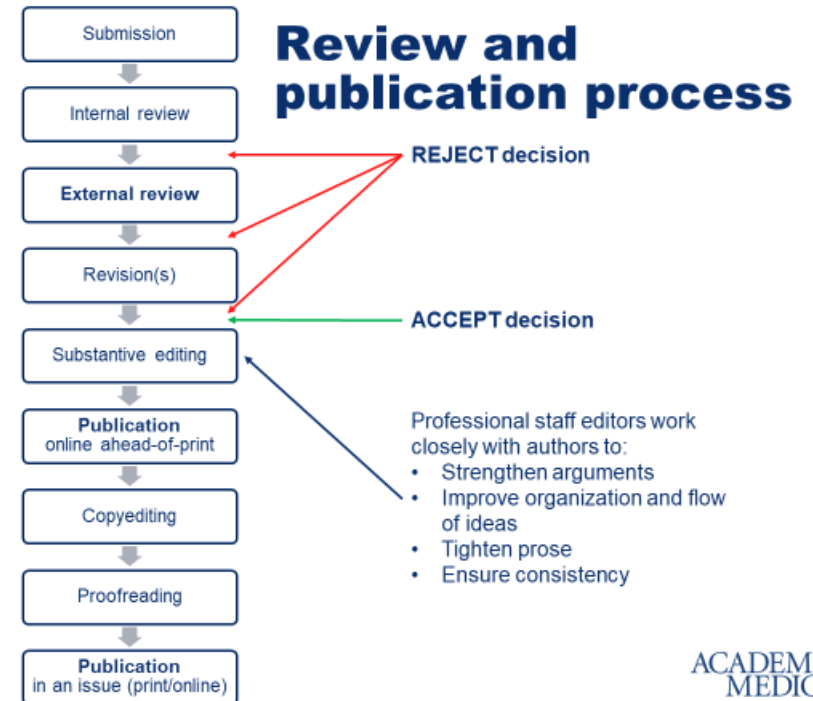 Review and
publication process
Submission
Internal review
REJECT decision
External review
Revision(s)
ACCEPT decision
Substantive editing
Professional staff editors work
closely with authors to:
• Strengthen arguments
• Improve organization and flow
of ideas
• Tighten prose
• Ensure consistency
Publication
online ahead-of-print
Copyediting
Proofreading
Publication
in an issue (print/online)
ACADEM
MEDIC